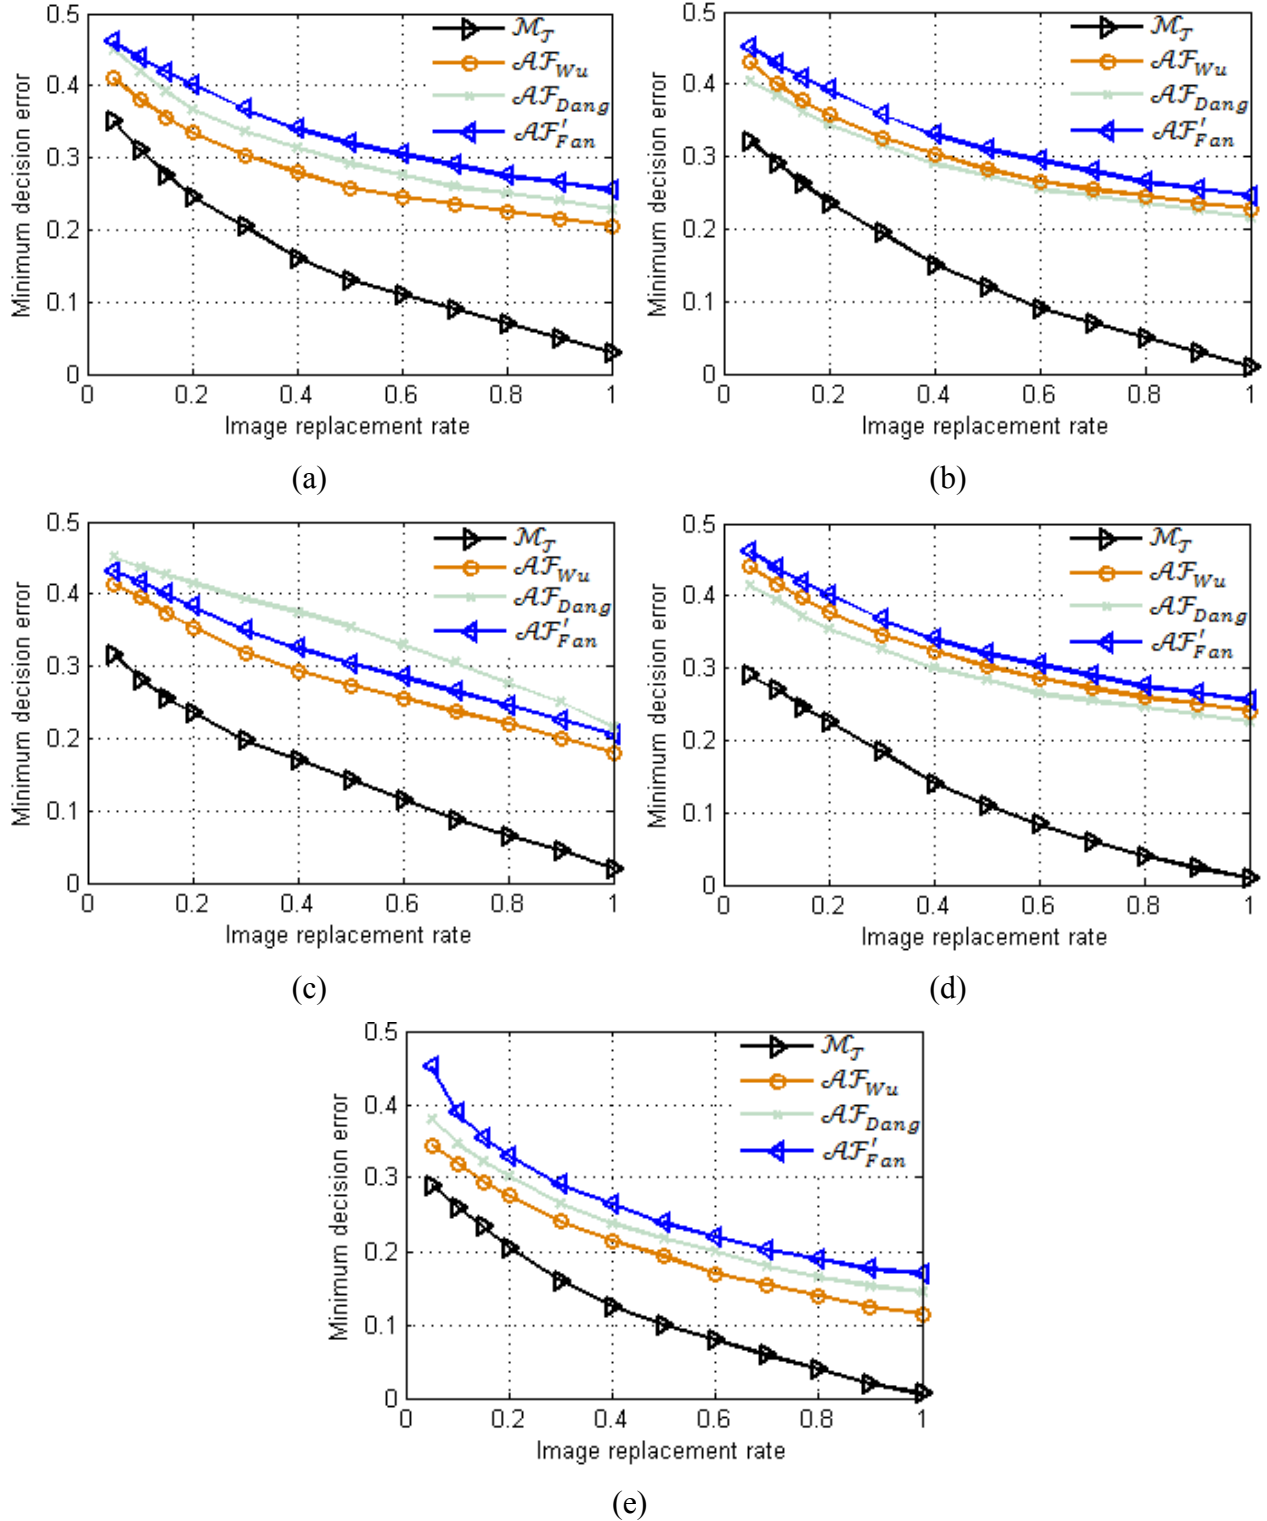 0.5
0.4
0.3
0.2
0.1
0
0 0.2 0.4 0.6 0.8 1
Minimum decision error
Image replacement rate
ℳ𝒯
𝒜ℱWu
𝒜ℱDang
𝒜ℱ′Fan
(a)
0.5
0.4
0.3
0.2
0.1
0
0 0.2 0.4 0.6 0.8 1
Minimum decision error
Image replacement rate
ℳ𝒯
𝒜ℱWu
𝒜ℱDang
𝒜ℱ′Fan
(b)
0.5
0.4
0.3
0.2
0.1
0
0 0.2 0.4 0.6 0.8 1
Minimum decision error
Image replacement rate
ℳ𝒯
𝒜ℱWu
𝒜ℱDang
𝒜ℱ′Fan
(c)
0.5
0.4
0.3
0.2
0.1
0
0 0.2 0.4 0.6 0.8 1
Minimum decision error
Image replacement rate
ℳ𝒯
𝒜ℱWu
𝒜ℱDang
𝒜ℱ′Fan
(d)
0.5
0.4
0.3
0.2
0.1
0
0 0.2 0.4 0.6 0.8 1
Minimum decision error
Image replacement rate
ℳ𝒯
𝒜ℱWu
𝒜ℱDang
𝒜ℱ′Fan
(e)